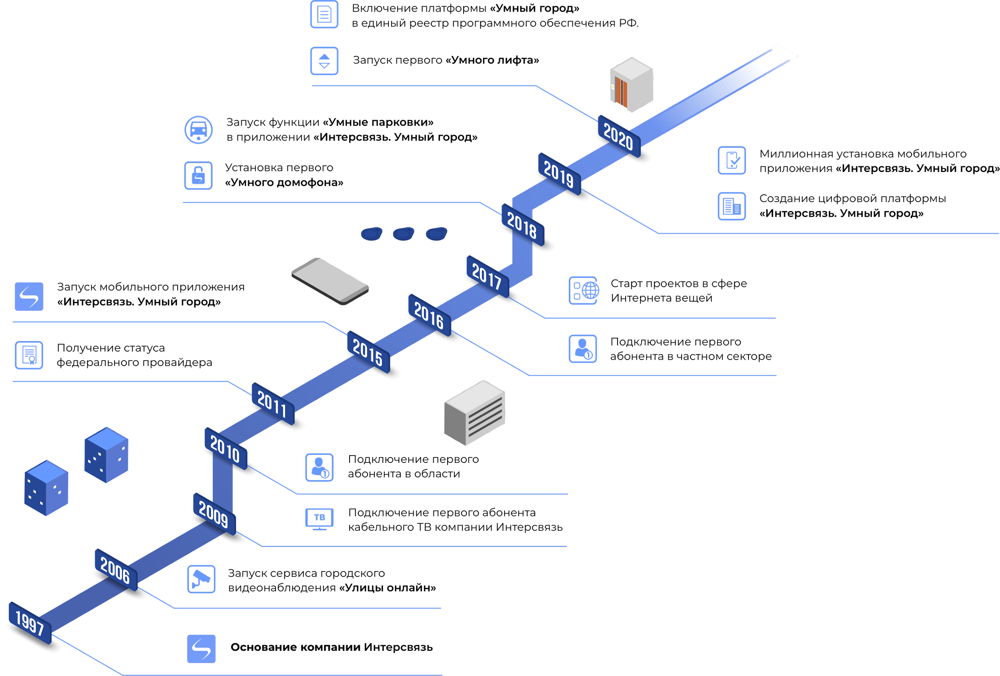 Включение платформы «Умный город»
в единый реестр программного обеспечения РФ.
Запуск первого «Умного лифта»
2020
Запуск функции «Умные парковки»
в приложении «Интерсвязь. Умный город»
Установка первого
«Умного домофона»
2019
Миллионная установка мобильного
приложения «Интерсвязь. Умный город»
Создание цифровой платформы
«Интерсвязь. Умный город»
2018
2017
Старт проектов в сфере
Интернета вещей
Запуск мобильного приложения
«Интерсвязь. Умный город»
2016
Подключение первого
абонента в частном секторе
1
2015
Получение статуса
федерального провайдера
2011
2010
Подключение первого
абонента в области
1
2009
ТВ
Подключение первого абонента
кабельного ТВ компании Интерсвязь
2006
Запуск сервиса городского
видеонаблюдения «Улицы онлайн»
1997
Основание компании Интерсвязь